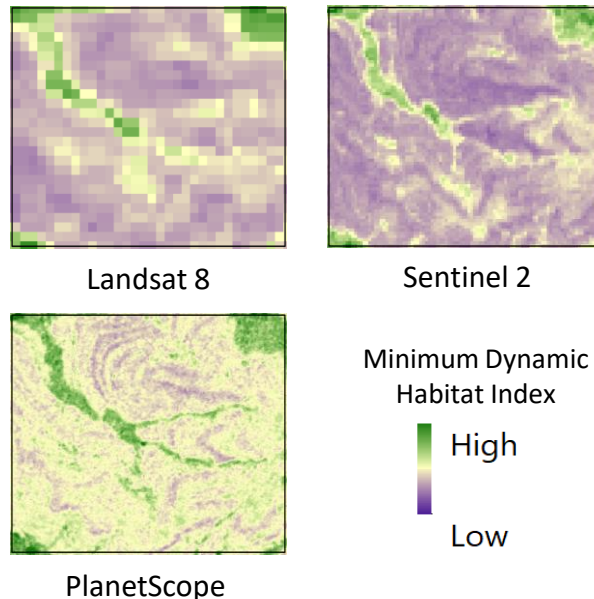 Landsat 8
Sentinel 2
PlanetScope
Minimum Dynamic
Habitat Index
High
Low